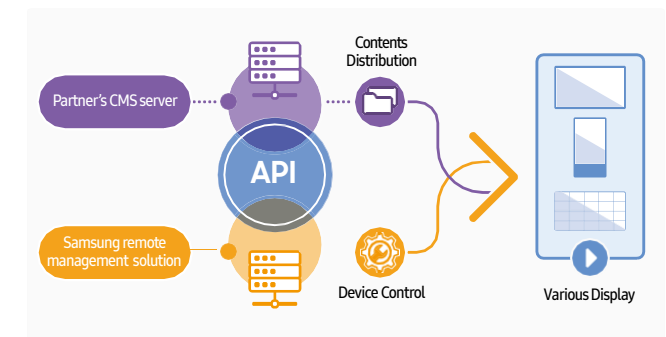 Contents
Distribution
Partner's CMS server
API
Samsung remote
management solution
Device Control
Various Display